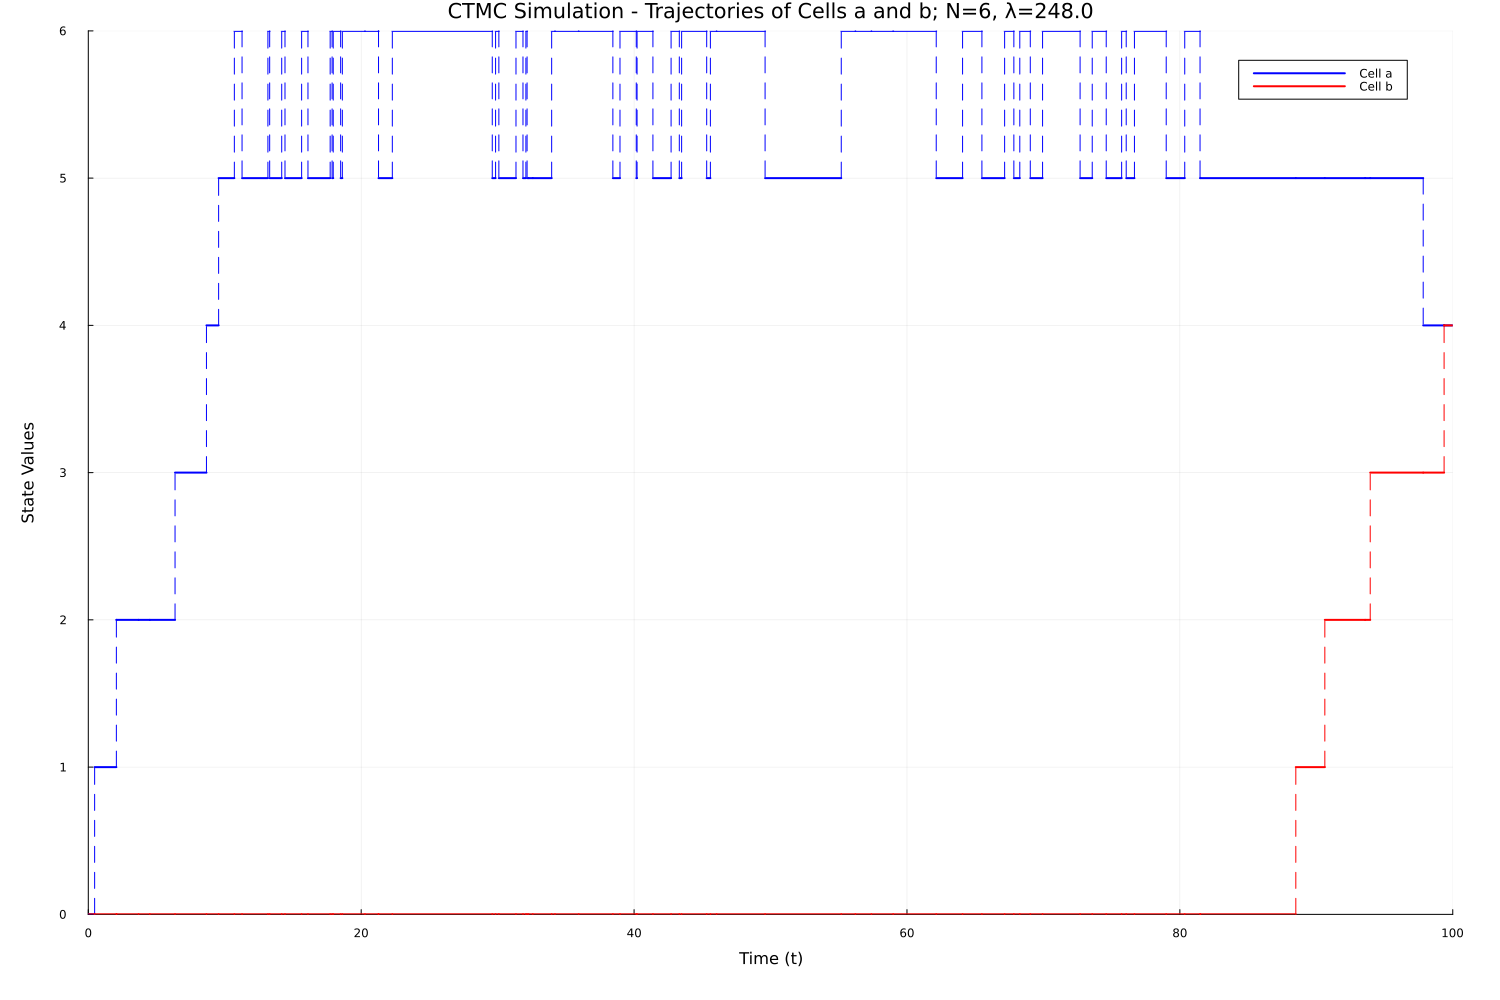 CTMC Simulation - Trajectories of Cells a and b; N=6, λ=248.0
6
Cell a
Cell b
5
4
State Values
3
2
1
0
0 20 40 60 80 100
Time (t)